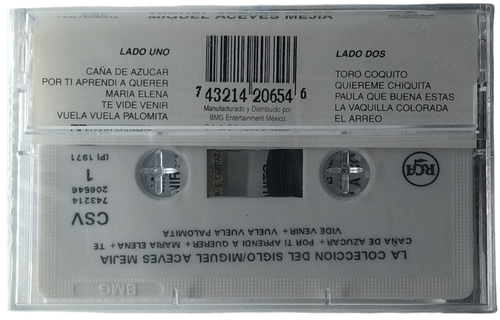 MIGUEL ACEVES MEJIA
LADO UNO
CAÑA DE AZUCAR
POR TI APRENDI A QUERER
MARIA ELENA
TE VIDE VENIR
VUELA VUELA PALOMITA
7 43214 20654 6
Manufacturado y Distribuido por
BMG Entertainment México.
LADO DOS
TORO COQUITO
QUIEREME CHIQUITA
PAULA QUE BUENA ESTAS
LA VAQUILLA COLORADA
EL ARREO
BMG
LA COLECCION DEL SIGLO/MIGUEL ACEVES MEJIA
CAÑA DE AZUCAR + POR TI APRENDI A QUERER + MARIA ELENA + TE
VIDE VENIR + VUELA VUELA PALOMITA
CSV
743214
206546
1
(P) 1971
RCA